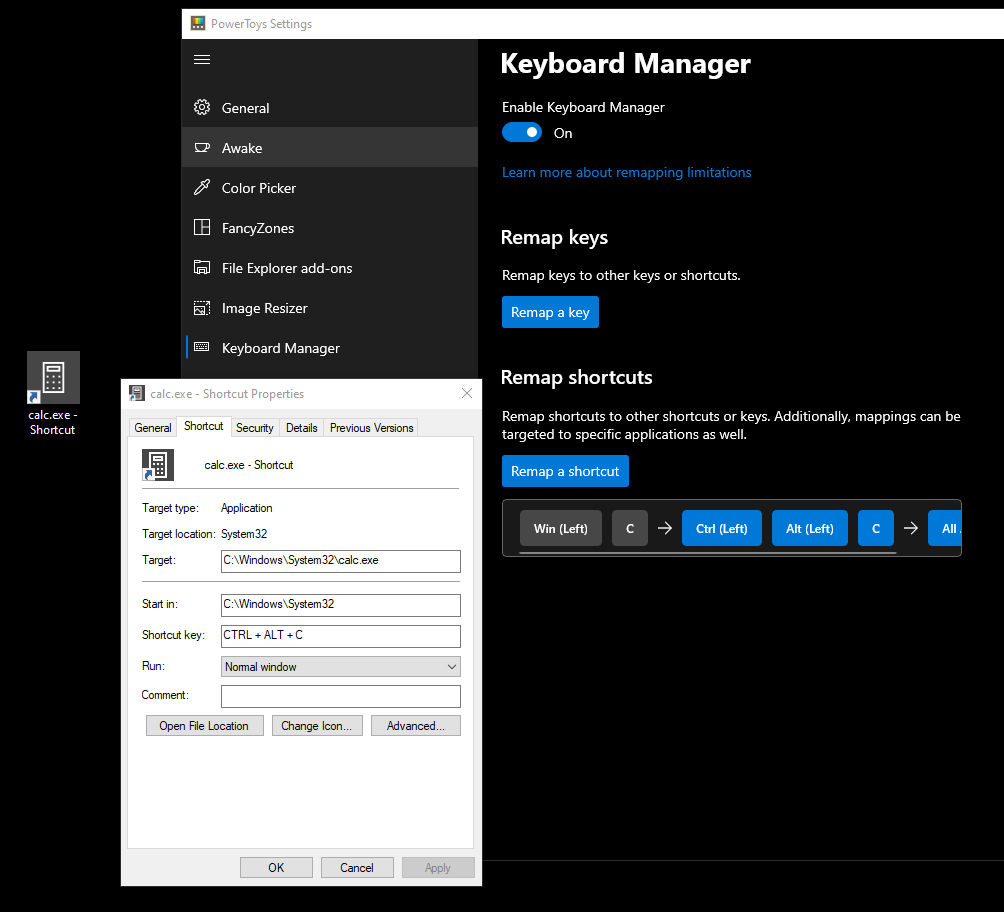 PowerToys Settings
General
Awake
Color Picker
FancyZones
File Explorer add-ons
Image Resizer
Keyboard Manager
Keyboard Manager
Enable Keyboard Manager
On
Learn more about remapping limitations
Remap keys
Remap keys to other keys or shortcuts.
Remap a key
Remap shortcuts
Remap shortcuts to other shortcuts or keys. Additionally, mappings can be
targeted to specific applications as well.
Remap a shortcut
Win (Left) C Ctrl (Left) Alt (Left) C All
calc.exe -
Shortcut
calc.exe - Shortcut Properties
General Shortcut Security Details Previous Versions
calc.exe - Shortcut
Target type: Application
Target location: System32
Target: C:\Windows\System32\calc.exe
Start in: C:\Windows\System32
Shortcut key: CTRL + ALT + C
Run: Normal window
Comment:
Open File Location Change Icon... Advanced...
OK Cancel Apply